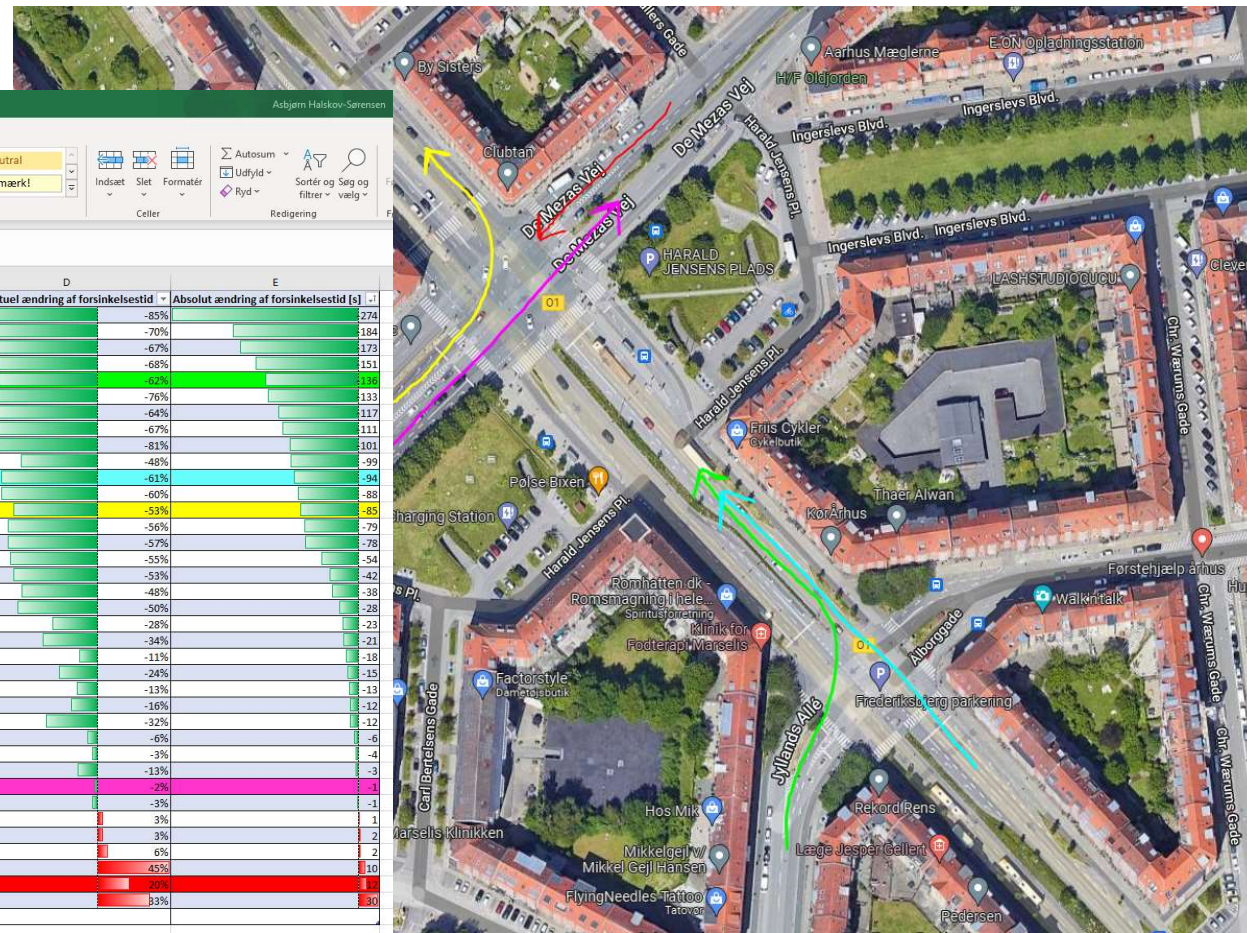 Asbjørn Halskov-Sørensen
utral
mærk!
Indsæt
Slet
Formatér
Celler
Autosum
Udfyld
Ryd
Sortér og filtrer
Søg og vælg
Redigering
D
E
tuel ændring af forsinkelsestid
Absolut ændring af forsinkelsestid [s]
-85% -274
-70% -184
-67% -173
-68% -151
-62% -136
-76% -133
-64% -117
-67% -111
-81% -101
-48% -99
-61% -94
-60% -88
-53% -85
-56% -79
-57% -78
-55% -54
-53% -42
-48% -38
-50% -28
-28% -23
-34% -21
-11% -18
-24% -15
-13% -13
-16% -12
-32% -12
-6% -6
-3% -4
-13% -3
-2% -1
-3% -1
3% 1
3% 2
6% 2
45% 10
20% 12
33% 30
By Sisters
llers Gade
Aarhus Mæglerne
H/F Oldjorden
E.ON Opladningsstation
Ingerslevs Blvd.
Ingerslevs Blvd.
De Mezas Vej
Harald Jensens Pl.
Clubtan
De Mezas Vej
De Mezas Vej
Ingerslevs Blvd.
Ingerslevs Blvd.
HARALD
JENSENS PLADS
LASHSTUDIOCUCU
Clever
O1
Chr. Wærums Gade
Harald Jensens Pl.
Friis Cykler
Cykelbutik
Pølse Bixen
Thaer Alwan
KørÅrhus
harging Station
Harald Jensens Pl.
Førstehjælp århus
s Pl.
Romhatten.dk -
Romsmagning i hele...
Spiritusforretning
Walk'n'talk
Hu
Klinik for
Fodterapi Marselis
O1
Ålborggade
Chr. Wærums Gade
Factorstyle
Dametøjsbutik
Frederiksbjerg parkering
Jyllands Allé
Carl Bertelsens Gade
Chr. Wærums Gade
Hos Mik
Rekord Rens
Marselis Klinikken
Mikkelgejl v/
Mikkel Gejl Hansen
Læge Jesper Gellert
FlyingNeedles Tattoo
Tatovør
Pedersen